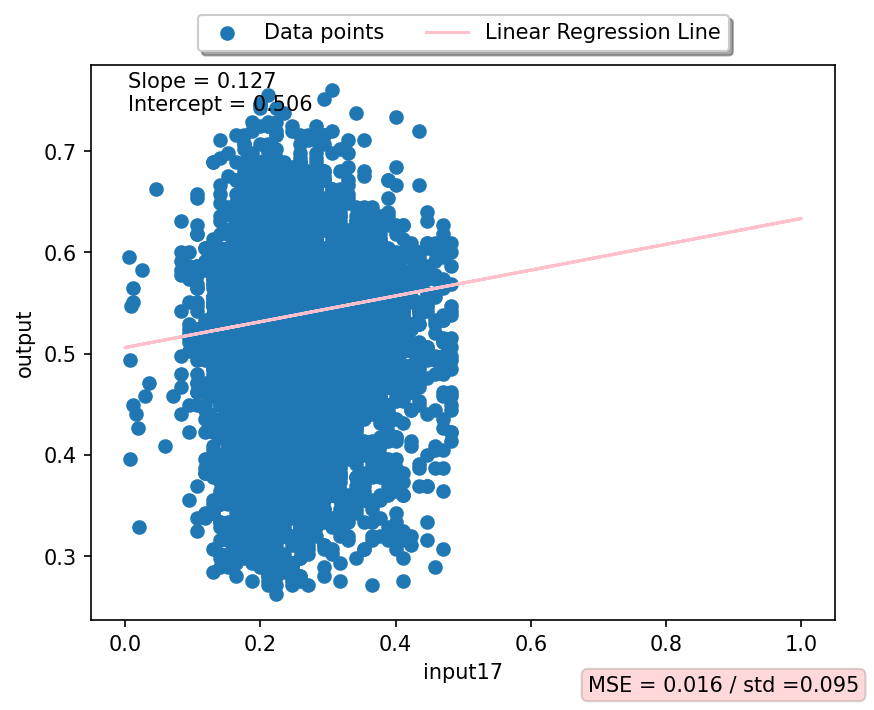 Data points
Linear Regression Line
Slope = 0.127
Intercept = 0.506
output
0.7
0.6
0.5
0.4
0.3
0.0 0.2 0.4 0.6 0.8 1.0
input17
MSE = 0.016 / std =0.095